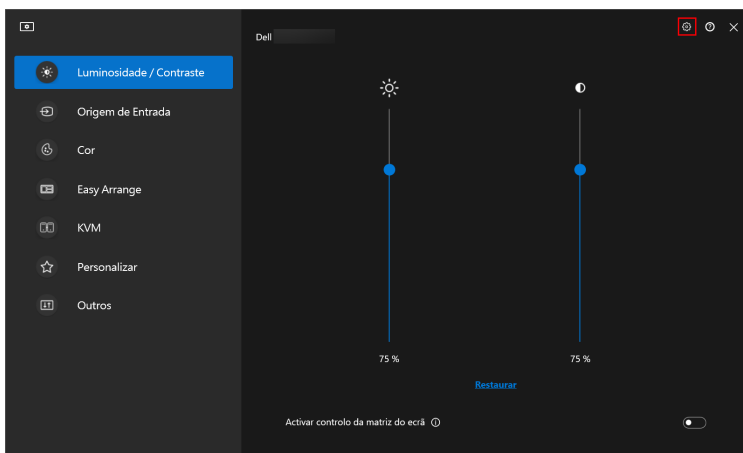 Dell
Luminosidade / Contraste
Origem de Entrada
Cor
Easy Arrange
KVM
Personalizar
Outros
75 %
75 %
Restaurar
Activar controlo da matriz do ecrã